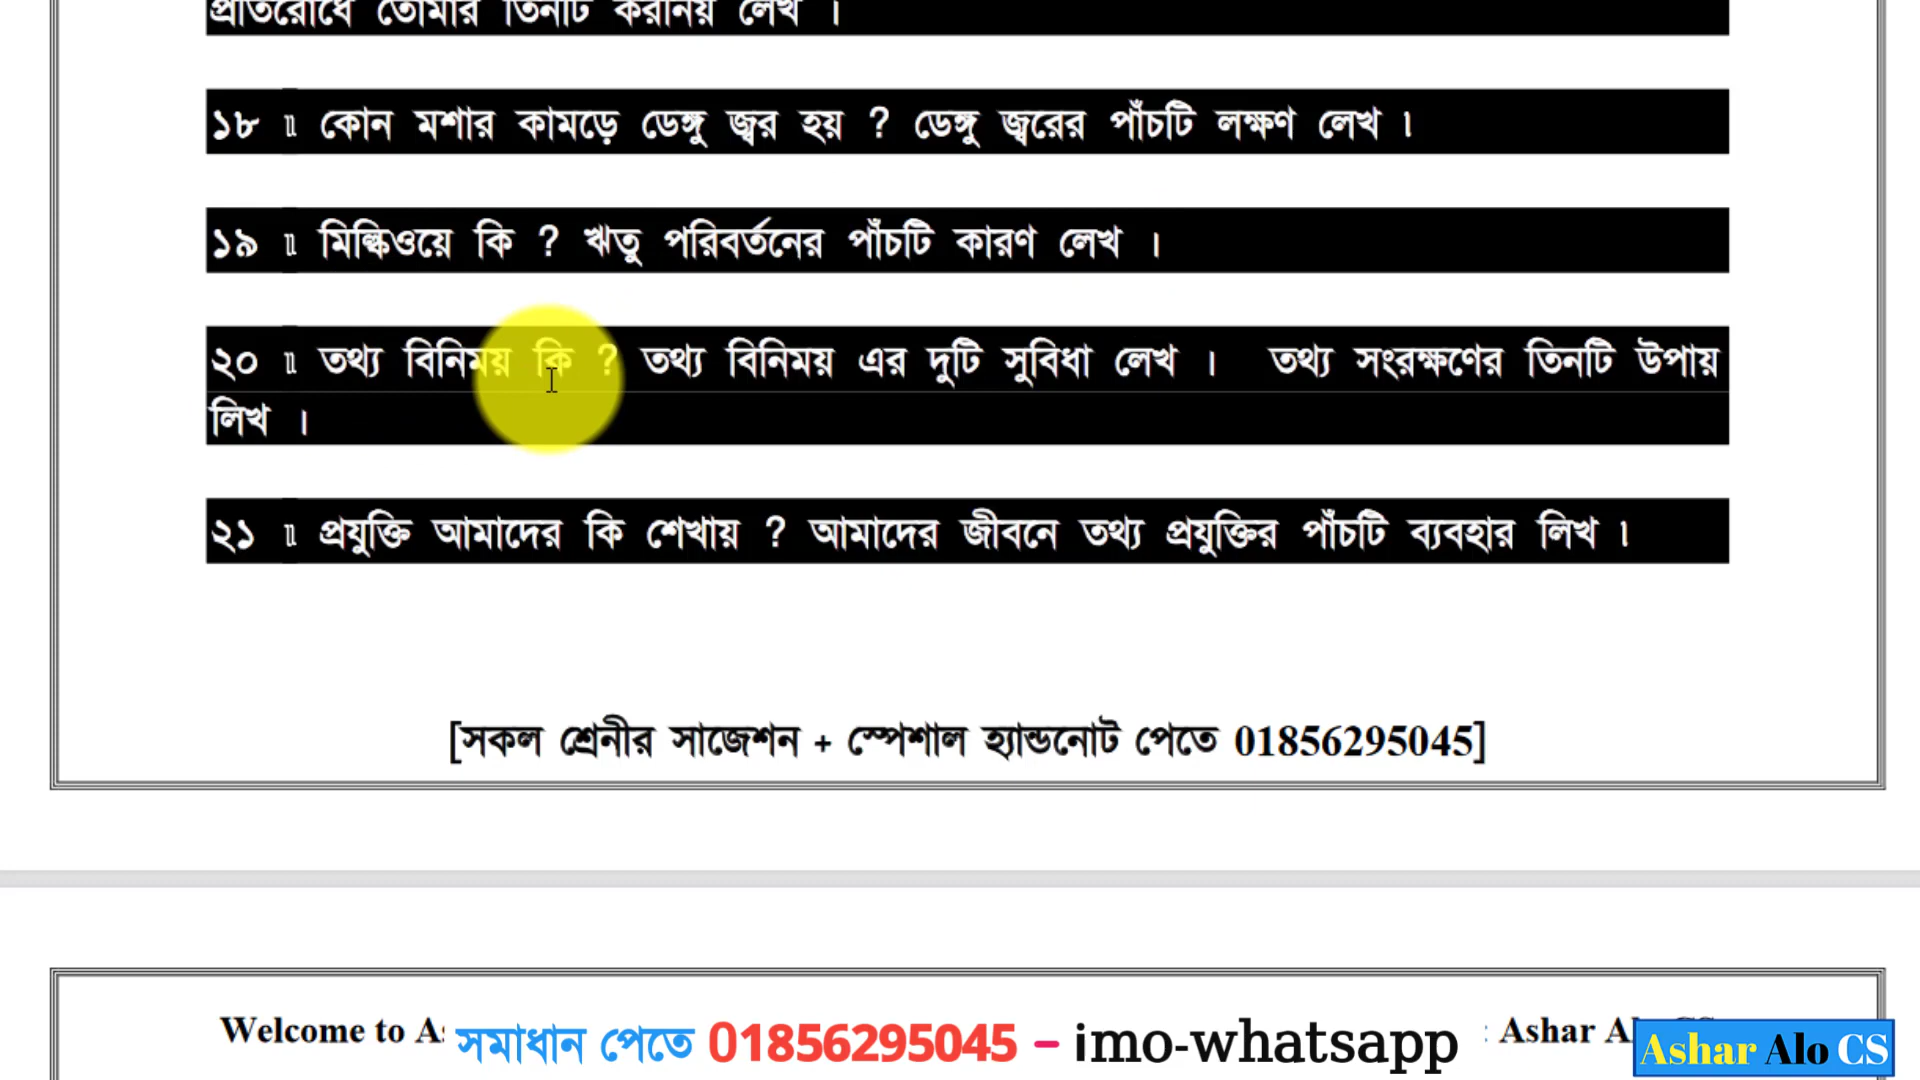 প্রতিরোধে তোমার তিনটি করনিয় লেখ ।
১৮ ॥ কোন মশার কামড়ে ডেঙ্গু জ্বর হয় ? ডেঙ্গু জ্বরের পাঁচটি লক্ষণ লেখ ।
১৯ ॥ মিল্কিওয়ে কি ? ঋতু পরিবর্তনের পাঁচটি কারণ লেখ ।
২০ ॥ তথ্য বিনিময় কি ? তথ্য বিনিময় এর দুটি সুবিধা লেখ । তথ্য সংরক্ষণের তিনটি উপায়
লিখ ।
২১ ॥ প্রযুক্তি আমাদের কি শেখায় ? আমাদের জীবনে তথ্য প্রযুক্তির পাঁচটি ব্যবহার লিখ ।
[সকল শ্রেনীর সাজেশন + স্পেশাল হ্যান্ডনোট পেতে 01856295045]
Welcome to As : Ashar Al
সমাধান পেতে 01856295045 – imo-whatsapp
Ashar Alo CS